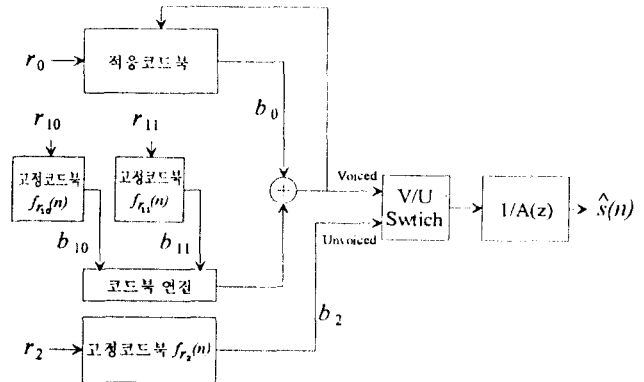 r0
적응코드북
b0
r10
r11
고정코드북
fr10(n)
고정코드북
fr11(n)
b10
b11
+
Voiced
Unvoiced
V/U
Swtich
1/A(z)
ŝ(n)
코드북 연진
b2
r2
고정코드북 fr2(n)